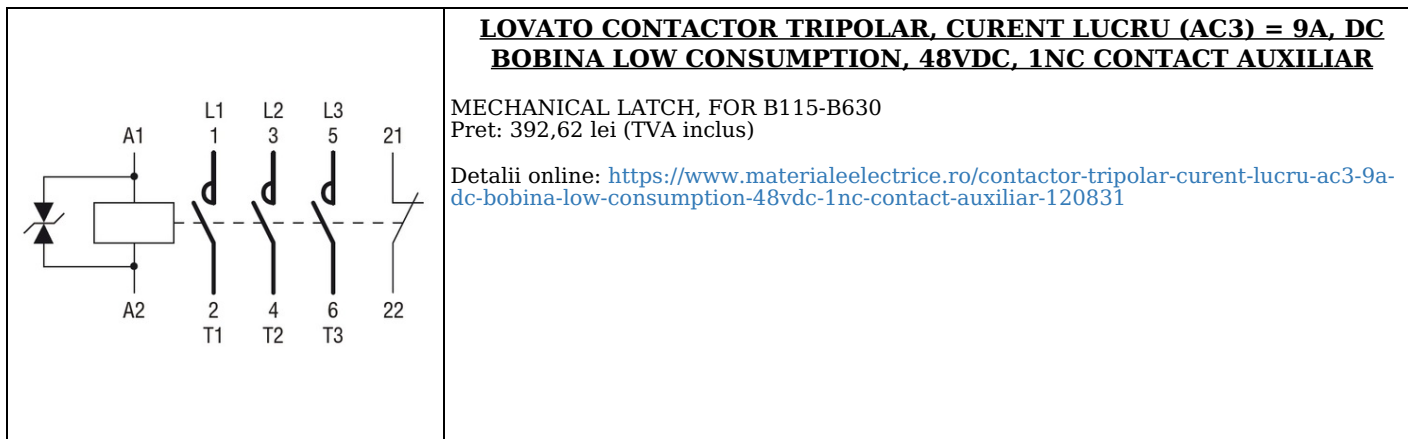 L1 L2 L3
A1 1 3 5 21
A2 2 4 6 22
T1 T2 T3
LOVATO CONTACTOR TRIPOLAR, CURENT LUCRU (AC3) = 9A, DC
BOBINA LOW CONSUMPTION, 48VDC, 1NC CONTACT AUXILIAR
MECHANICAL LATCH, FOR B115-B630
Pret: 392,62 lei (TVA inclus)
Detalii online: https://www.materialeelectrice.ro/contactor-tripolar-curent-lucru-ac3-9a-
dc-bobina-low-consumption-48vdc-1nc-contact-auxiliar-120831